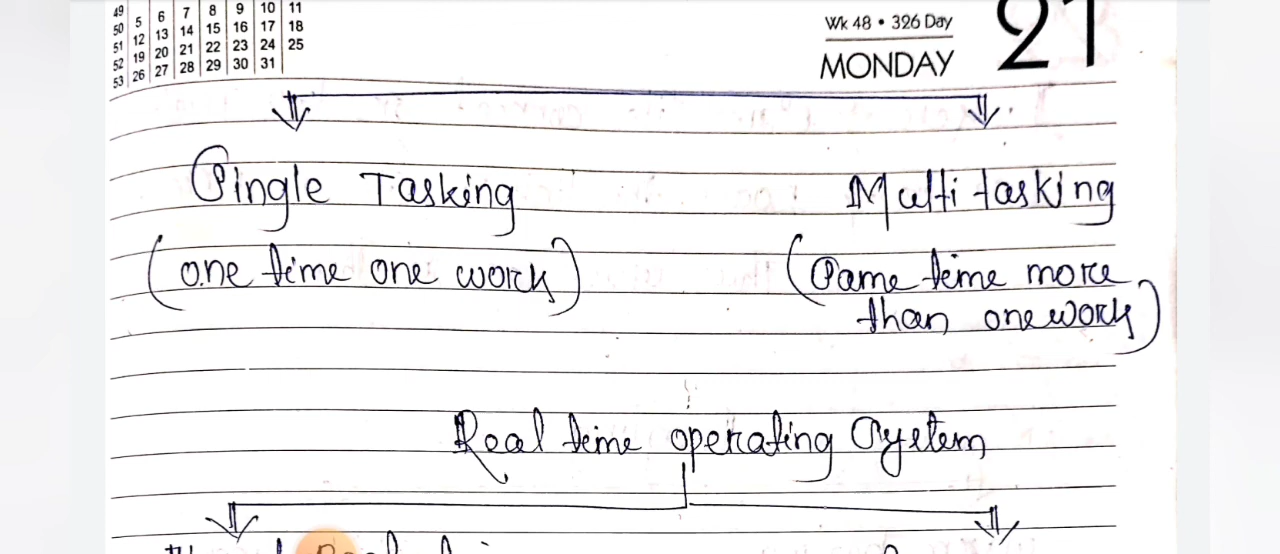 49 5 6 7 8 9 10 11
50 12 13 14 15 16 17 18
51 19 20 21 22 23 24 25
52 26 27 28 29 30 31
53
Wk 48 • 326 Day
MONDAY
21
Single Tasking
(one time one work)
Multi tasking
(Same time more
than one work)
Real time operating System